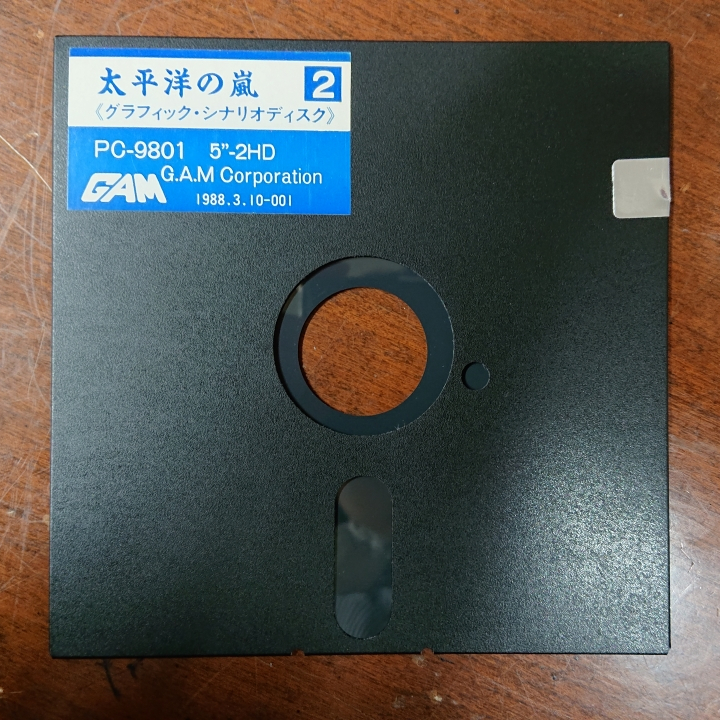 太平洋の嵐 2
《グラフィック・シナリオディスク》
PC-9801 5"-2HD
GAM G.A.M Corporation
1988.3.10-001